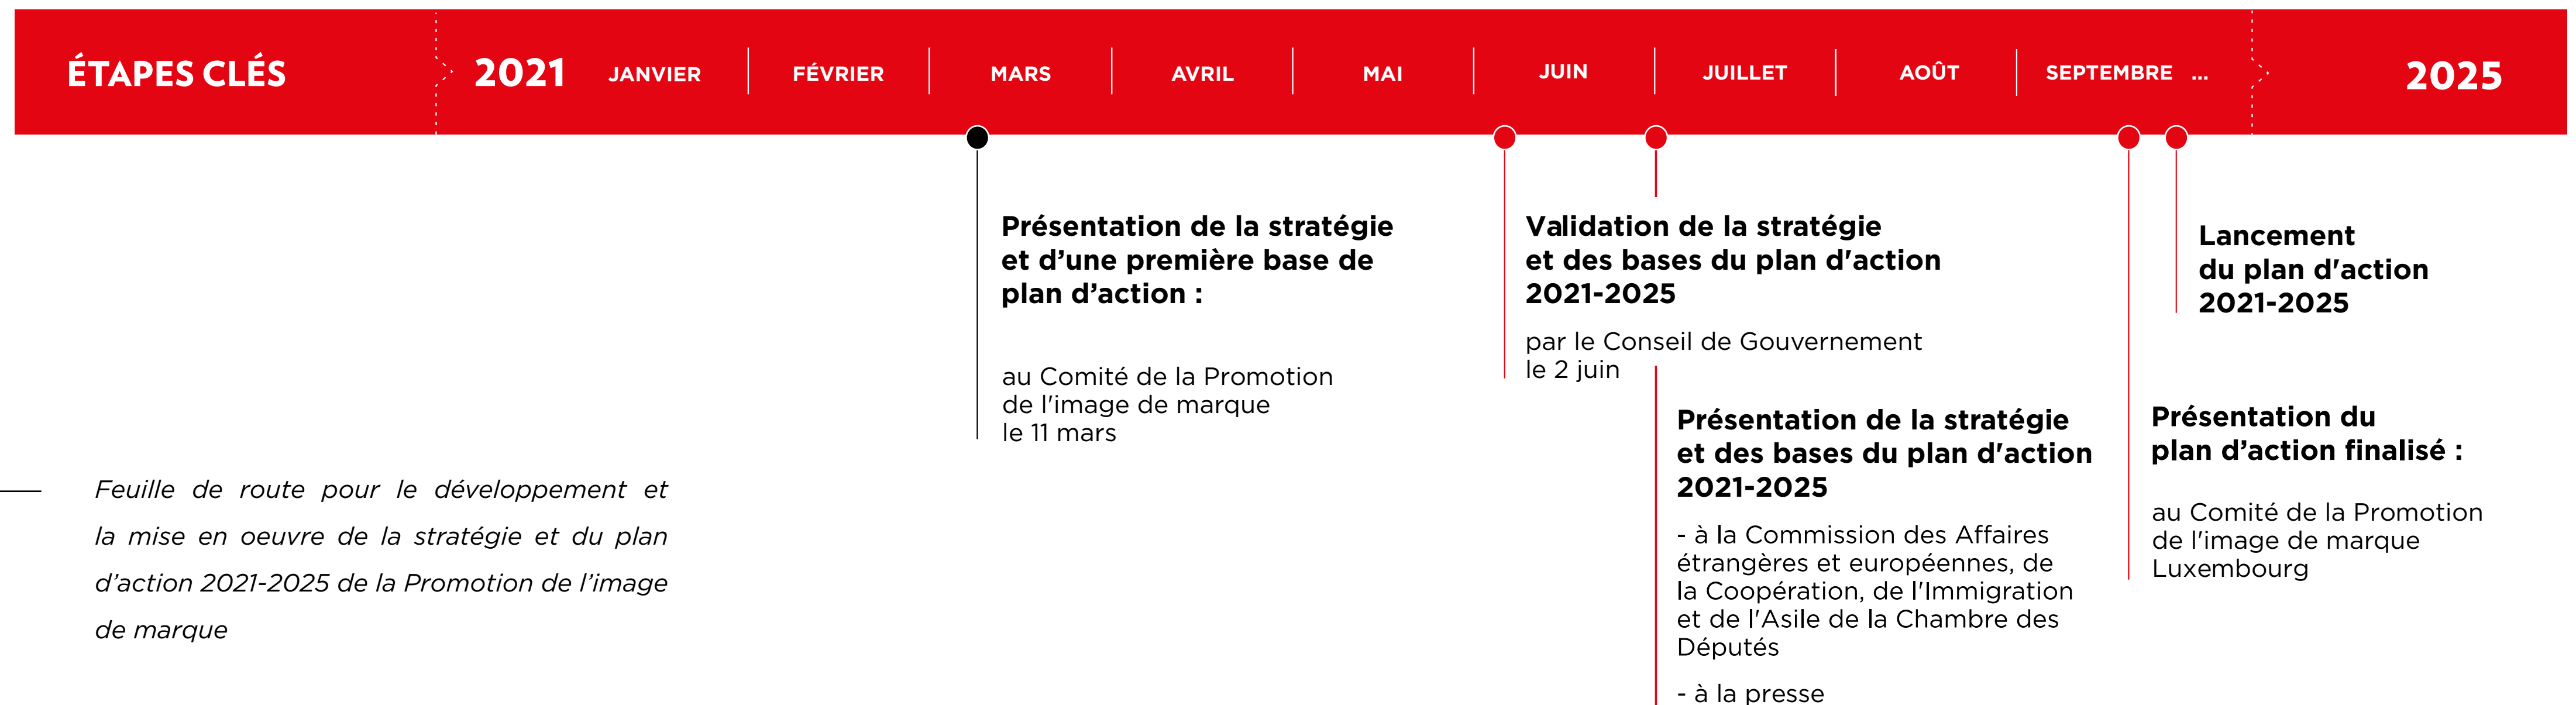 ÉTAPES CLÉS
2021 JANVIER FÉVRIER MARS AVRIL MAI JUIN JUILLET AOÛT SEPTEMBRE ... 2025
Présentation de la stratégie
et d’une première base de
plan d’action :
au Comité de la Promotion
de l'image de marque
le 11 mars
Validation de la stratégie
et des bases du plan d'action
2021-2025
par le Conseil de Gouvernement
le 2 juin
Présentation de la stratégie
et des bases du plan d'action
2021-2025
- à la Commission des Affaires
étrangères et européennes, de
la Coopération, de l'Immigration
et de l'Asile de la Chambre des
Députés
- à la presse
Lancement
du plan d'action
2021-2025
Présentation du
plan d’action finalisé :
au Comité de la Promotion
de l'image de marque
Luxembourg
Feuille de route pour le développement et
la mise en oeuvre de la stratégie et du plan
d’action 2021-2025 de la Promotion de l’image
de marque